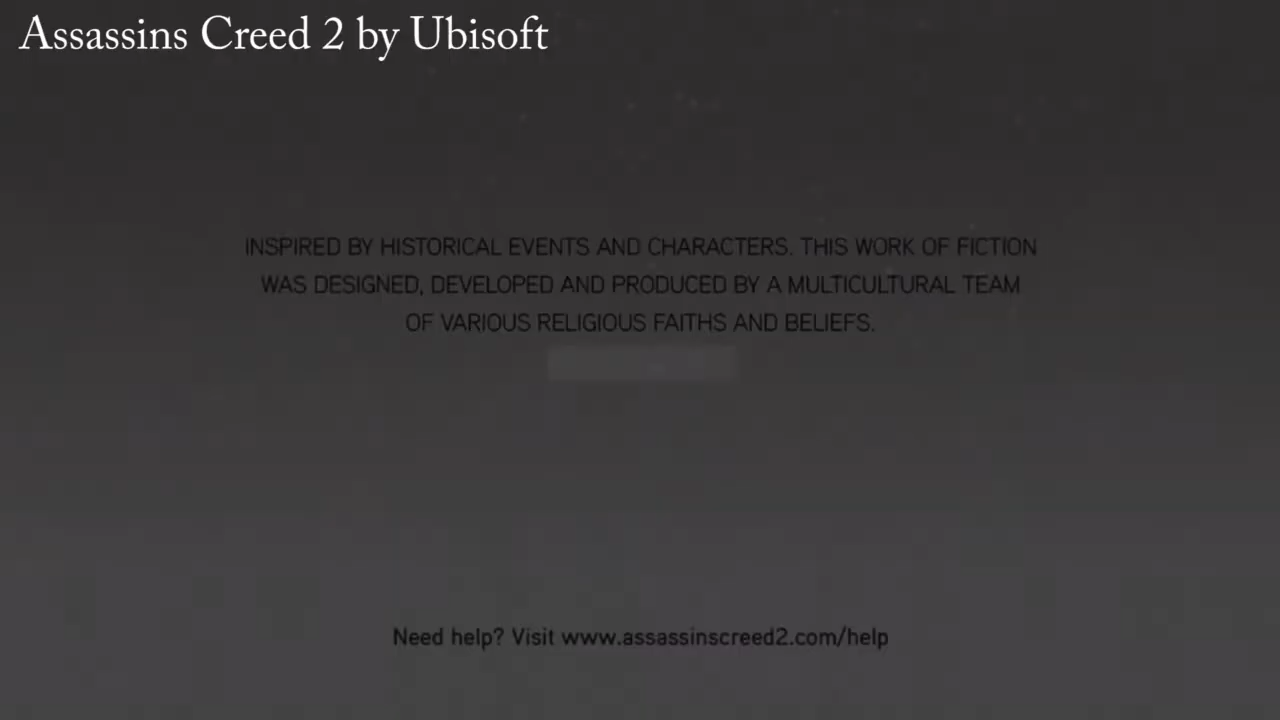 Assassins Creed 2 by Ubisoft
INSPIRED BY HISTORICAL EVENTS AND CHARACTERS. THIS WORK OF FICTION
WAS DESIGNED, DEVELOPED AND PRODUCED BY A MULTICULTURAL TEAM
OF VARIOUS RELIGIOUS FAITHS AND BELIEFS.
Need help? Visit www.assassinscreed2.com/help